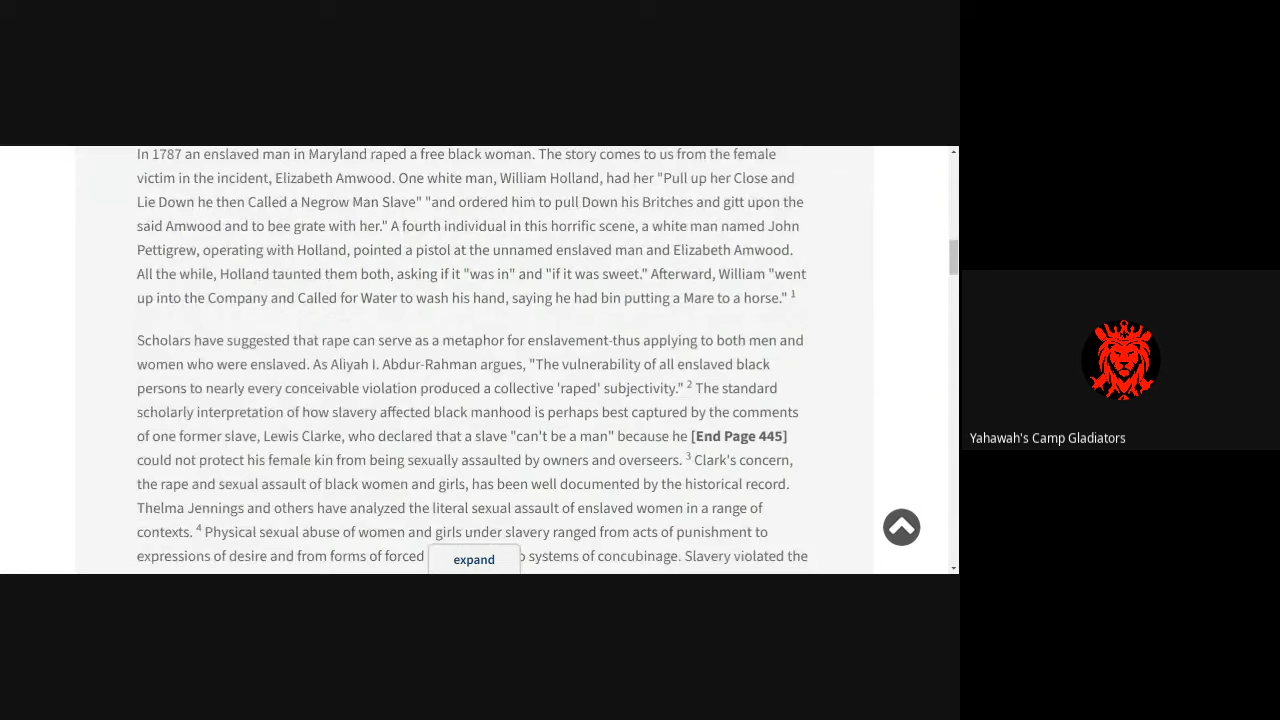 In 1787 an enslaved man in Maryland raped a free black woman. The story comes to us from the female
victim in the incident, Elizabeth Amwood. One white man, William Holland, had her "Pull up her Close and
Lie Down he then Called a Negrow Man Slave" "and ordered him to pull Down his Britches and gitt upon the
said Amwood and to bee grate with her." A fourth individual in this horrific scene, a white man named John
Pettigrew, operating with Holland, pointed a pistol at the unnamed enslaved man and Elizabeth Amwood.
All the while, Holland taunted them both, asking if it "was in" and "if it was sweet." Afterward, William "went
up into the Company and Called for Water to wash his hand, saying he had bin putting a Mare to a horse." 1
Scholars have suggested that rape can serve as a metaphor for enslavement-thus applying to both men and
women who were enslaved. As Aliyah I. Abdur-Rahman argues, "The vulnerability of all enslaved black
persons to nearly every conceivable violation produced a collective 'raped' subjectivity." 2 The standard
scholarly interpretation of how slavery affected black manhood is perhaps best captured by the comments
of one former slave, Lewis Clarke, who declared that a slave "can't be a man" because he [End Page 445]
could not protect his female kin from being sexually assaulted by owners and overseers. 3 Clark's concern,
the rape and sexual assault of black women and girls, has been well documented by the historical record.
Thelma Jennings and others have analyzed the literal sexual assault of enslaved women in a range of
contexts. 4 Physical sexual abuse of women and girls under slavery ranged from acts of punishment to
expressions of desire and from forms of forced systems of concubinage. Slavery violated the
expand
Yahawah's Camp Gladiators